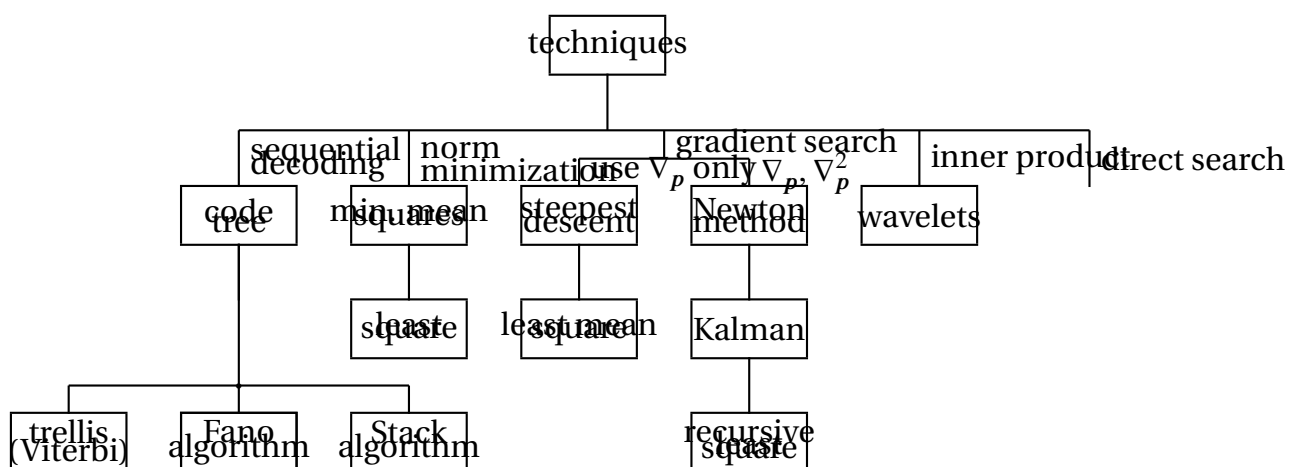 techniques
sequential
decoding
norm
minimization
gradient search
use ∇ₚ only
∇ₚ, ∇ₚ²
inner product
direct search
code
tree
min. mean
squares
steepest
descent
Newton
method
wavelets
least
square
least mean
square
Kalman
trellis
(Viterbi)
Fano
algorithm
Stack
algorithm
recursive
least
square